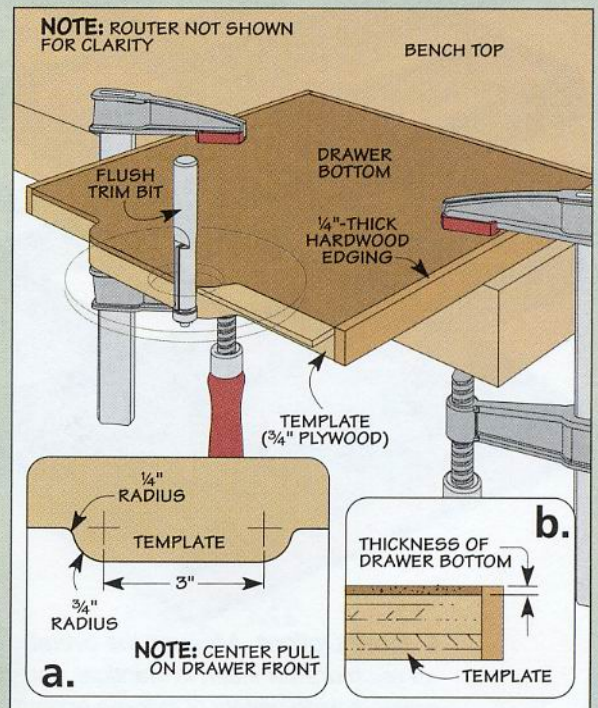 NOTE: ROUTER NOT SHOWN
FOR CLARITY
BENCH TOP
FLUSH
TRIM BIT
DRAWER
BOTTOM
1/4"-THICK
HARDWOOD
EDGING
TEMPLATE
(3/4" PLYWOOD)
1/4"
RADIUS
TEMPLATE
3"
3/4"
RADIUS
NOTE: CENTER PULL
ON DRAWER FRONT
a.
b.
THICKNESS OF
DRAWER BOTTOM
TEMPLATE